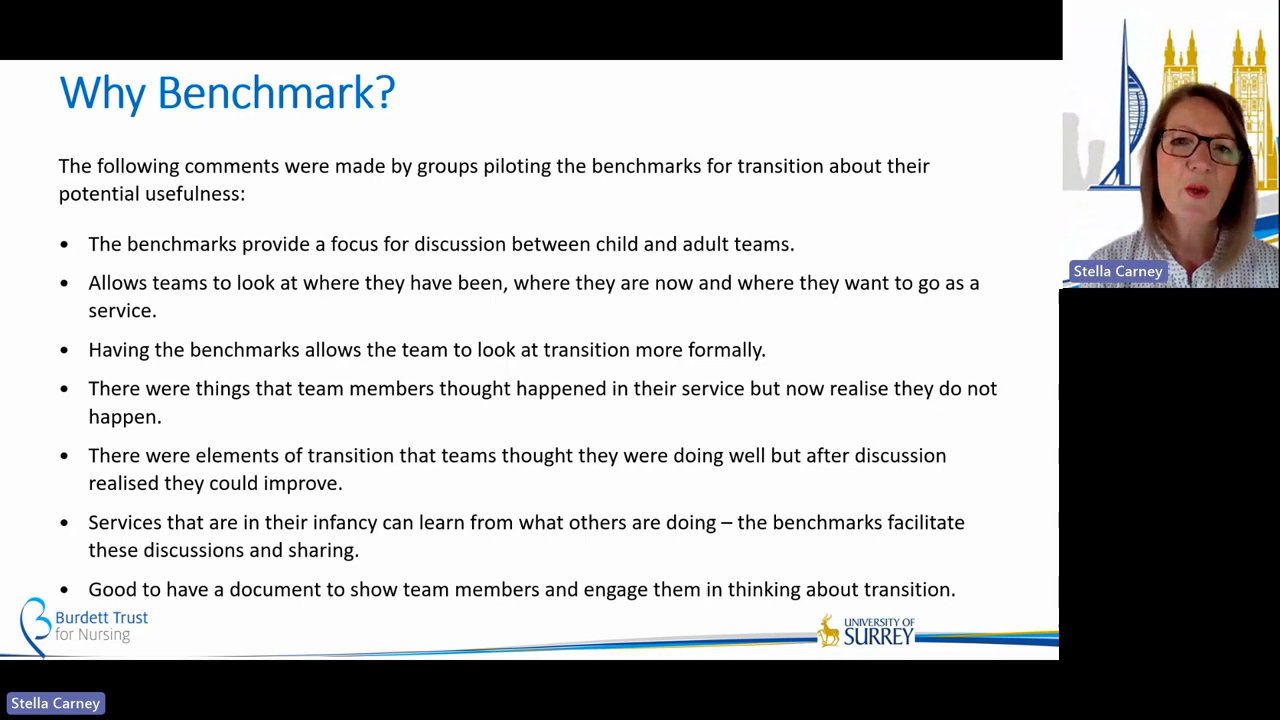 Why Benchmark?
The following comments were made by groups piloting the benchmarks for transition about their
potential usefulness:
• The benchmarks provide a focus for discussion between child and adult teams.
• Allows teams to look at where they have been, where they are now and where they want to go as a
service.
• Having the benchmarks allows the team to look at transition more formally.
• There were things that team members thought happened in their service but now realise they do not
happen.
• There were elements of transition that teams thought they were doing well but after discussion
realised they could improve.
• Services that are in their infancy can learn from what others are doing – the benchmarks facilitate
these discussions and sharing.
• Good to have a document to show team members and engage them in thinking about transition.
Burdett Trust
for Nursing
UNIVERSITY OF
SURREY
Stella Carney
Stella Carney